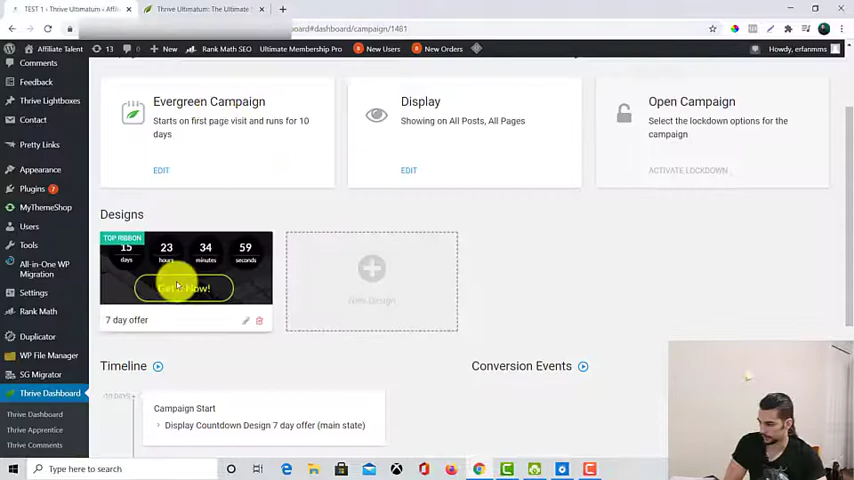 TEST 1 ‹ Thrive Ultimatum ‹ Affili
Thrive Ultimatum: The Ultimate
board#dashboard/campaign/1481
Affiliate Talent
13
0
New
Rank Math SEO
Ultimate Membership Pro
New Users
New Orders
Howdy, erfanmms
Comments
Feedback
Thrive Lightboxes
Contact
Pretty Links
Appearance
Plugins 7
MyThemeShop
Users
Tools
All-in-One WP
Migration
Settings
Rank Math
Duplicator
WP File Manager
SG Migrator
Thrive Dashboard
Thrive Dashboard
Thrive Apprentice
Thrive Comments
Evergreen Campaign
Starts on first page visit and runs for 10
days
EDIT
Display
Showing on All Posts, All Pages
EDIT
Open Campaign
Select the lockdown options for the
campaign
ACTIVATE LOCKDOWN
Designs
TOP RIBBON
15 23 34 59
days hours minutes seconds
Now!
7 day offer
New Design
Timeline
Conversion Events
-10 DAYS
Campaign Start
Display Countdown Design 7 day offer (main state)
Type here to search